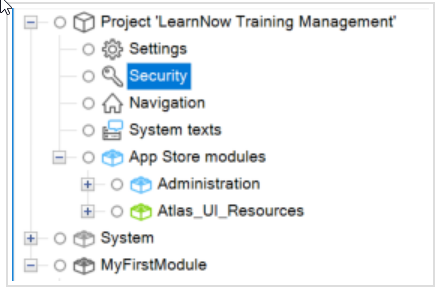 Project 'LearnNow Training Management'
Settings
Security
Navigation
System texts
App Store modules
Administration
Atlas_UI_Resources
System
MyFirstModule